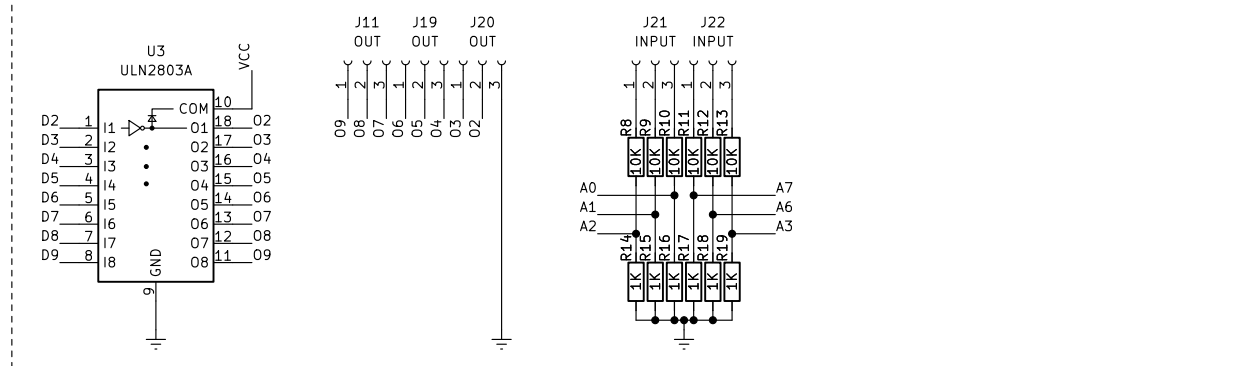 J11 J19 J20 J21 J22
OUT OUT OUT INPUT INPUT
U3
ULN2803A
VCC
1 2 3 1 2 3 1 2 3
1 2 3 1 2 3
COM 10
D2 1 I1 O1 18 O2
D3 2 I2 O2 17 O3
D4 3 I3 O3 16 O4
D5 4 I4 O4 15 O5
D6 5 I5 O5 14 O6
D7 6 I6 O6 13 O7
D8 7 I7 O7 12 O8
D9 8 I8 O8 11 O9
GND
9
O9 O8 O7 O6 O5 O4 O3 O2
R8 R9 R10 R11 R12 R13
10K 10K 10K 10K 10K 10K
A0 A7
A1 A6
A2 A3
R14 R15 R16 R17 R18 R19
1K 1K 1K 1K 1K 1K